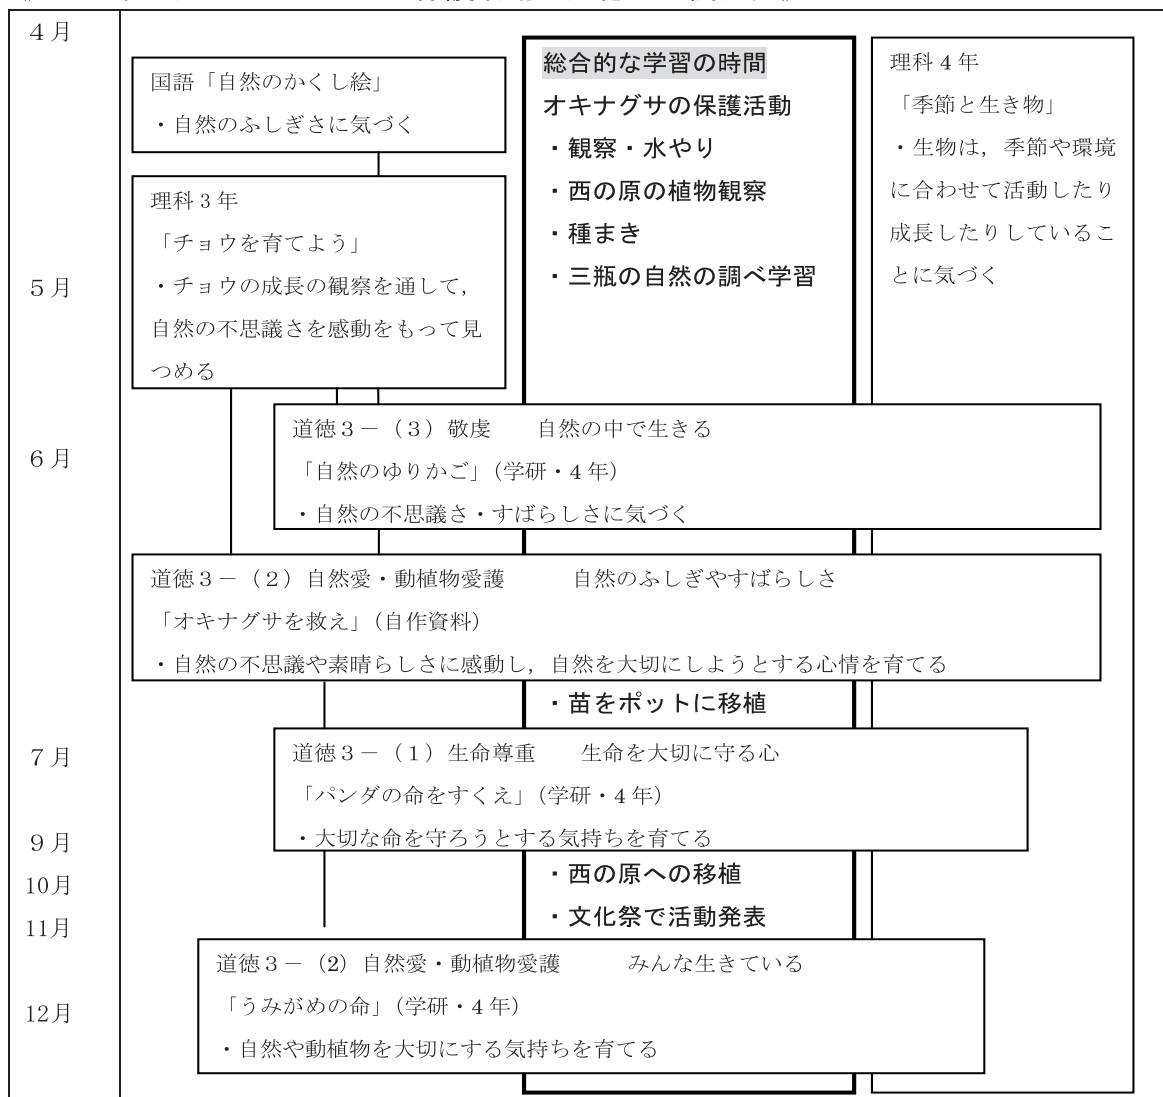 4月
国語「自然のかくし絵」
・自然のふしぎさに気づく
総合的な学習の時間
オキナグサの保護活動
・観察・水やり
・西の原の植物観察
・種まき
・三瓶の自然の調べ学習
理科4年
「季節と生き物」
・生物は，季節や環境
に合わせて活動したり
成長したりしているこ
とに気づく
理科3年
「チョウを育てよう」
・チョウの成長の観察を通して，
自然の不思議さを感動をもって見
つめる
5月
道徳3－（3）敬虔　　自然の中で生きる
「自然のゆりかご」（学研・4年）
・自然の不思議さ・すばらしさに気づく
6月
道徳3－（2）自然愛・動植物愛護　　　自然のふしぎやすばらしさ
「オキナグサを救え」（自作資料）
・自然の不思議や素晴らしさに感動し，自然を大切にしようとする心情を育てる
・苗をポットに移植
7月
道徳3－（1）生命尊重　　生命を大切に守る心
「パンダの命をすくえ」（学研・4年）
・大切な命を守ろうとする気持ちを育てる
9月
10月
・西の原への移植
11月
・文化祭で活動発表
道徳3－（2）自然愛・動植物愛護　　　みんな生きている
「うみがめの命」（学研・4年）
・自然や動植物を大切にする気持ちを育てる
12月